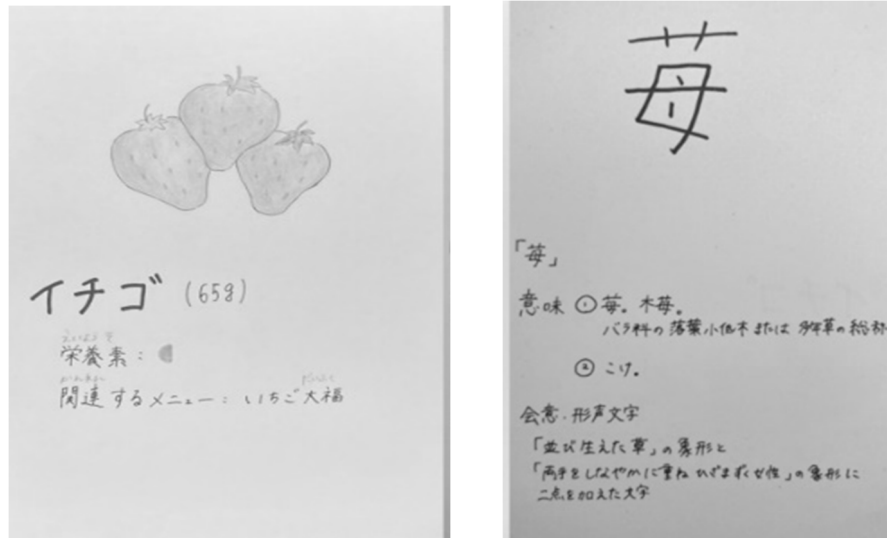 イチゴ (65g)
えいようそ
栄養素:
かんれん だいふく
関連するメニュー: いちご大福
苺
「苺」
意味 ① 苺。木苺。
バラ科の落葉小低木または多年草の総称
② こけ。
会意・形声文字
「並び生えた草」の象形と
「両手をしなやかに重ねひざまずく女性」の象形に
二点を加えた文字